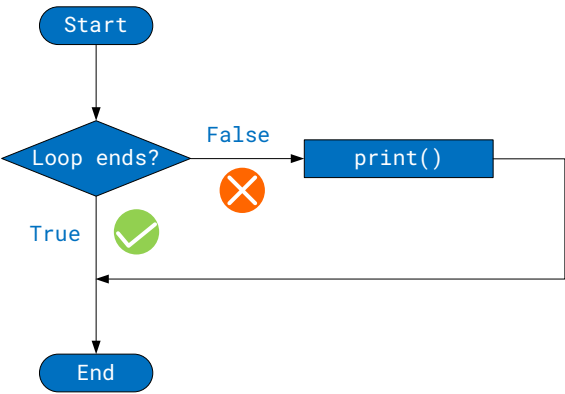 Start
False
Loop ends?
print()
True
End